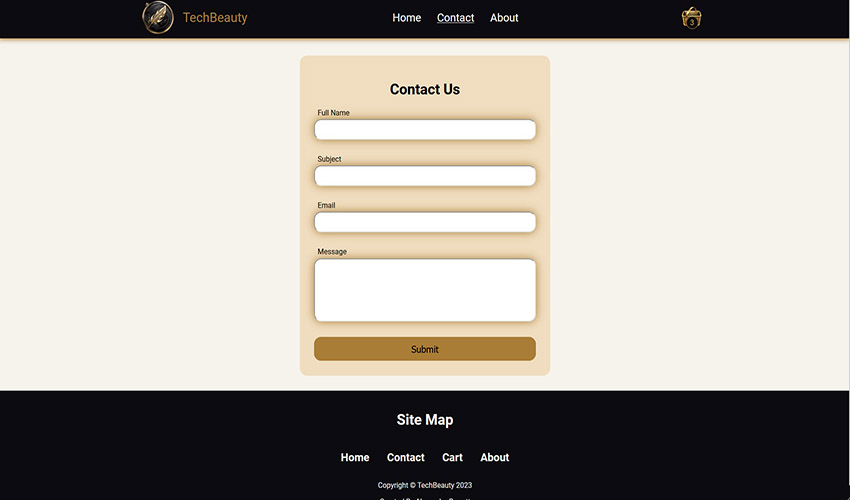 TechBeauty Home Contact About 3
Contact Us
Full Name
Subject
Email
Message
Submit
Site Map
Home Contact Cart About
Copyright © TechBeauty 2023